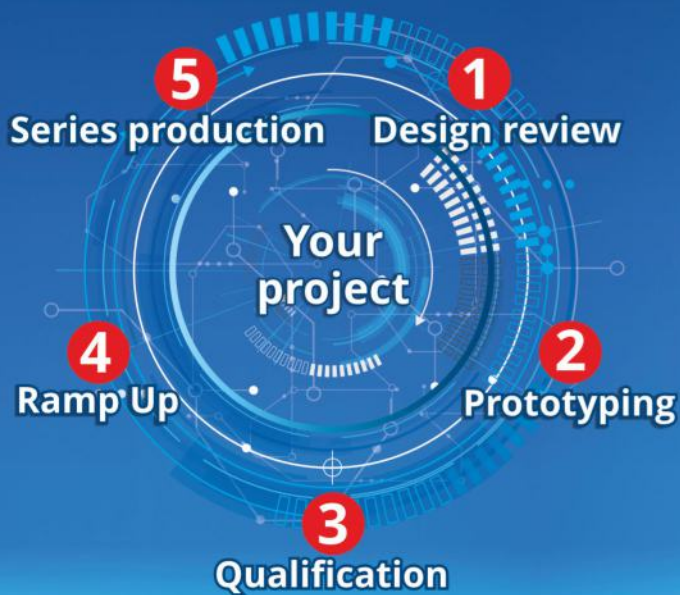 1
Design review
2
Prototyping
3
Qualification
4
Ramp Up
5
Series production
Your
project